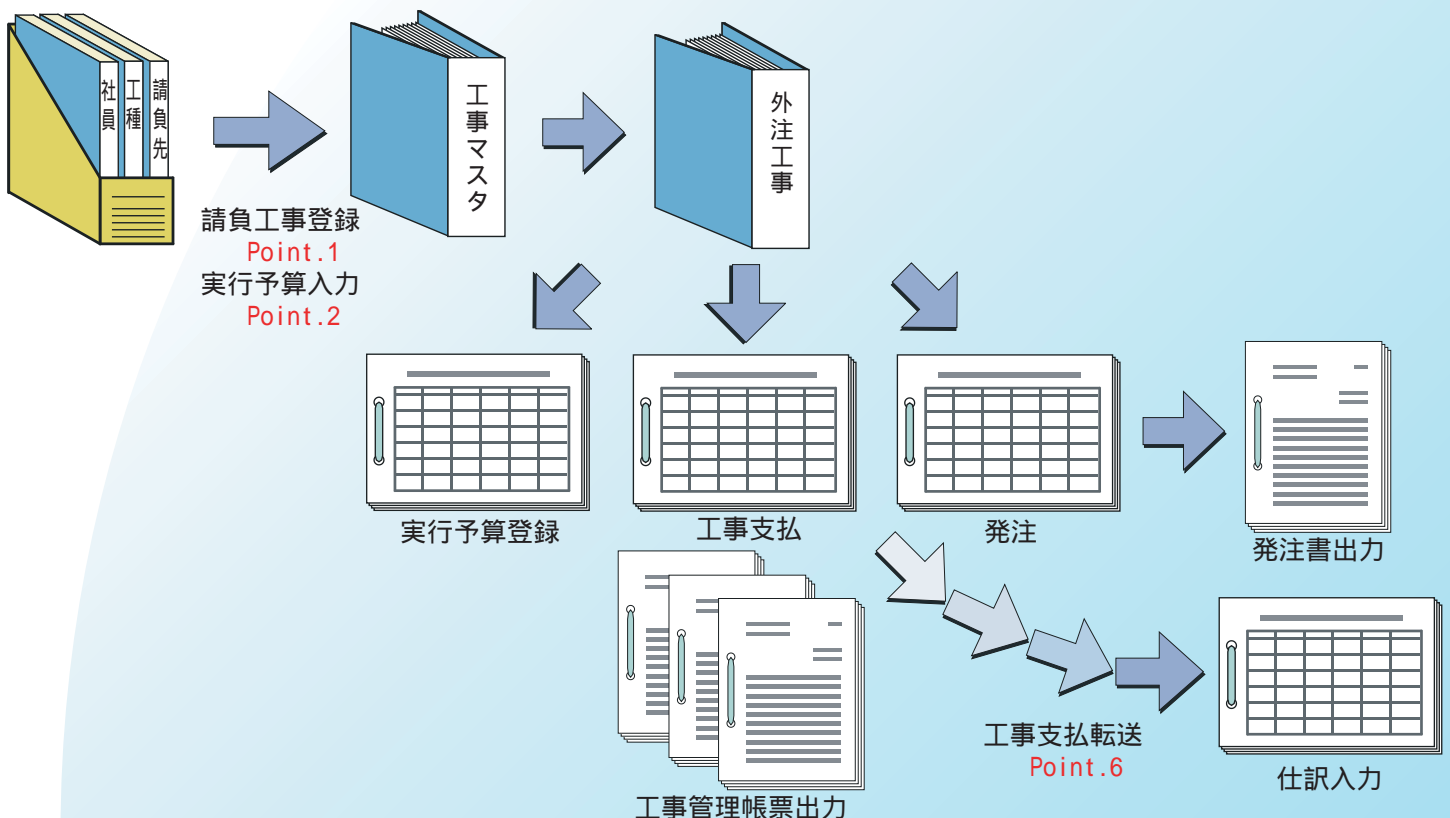 社員
工種
請負先
工事マスタ
外注工事
請負工事登録
Point.1
実行予算入力
Point.2
実行予算登録
工事支払
発注
発注書出力
工事管理帳票出力
工事支払転送
Point.6
仕訳入力